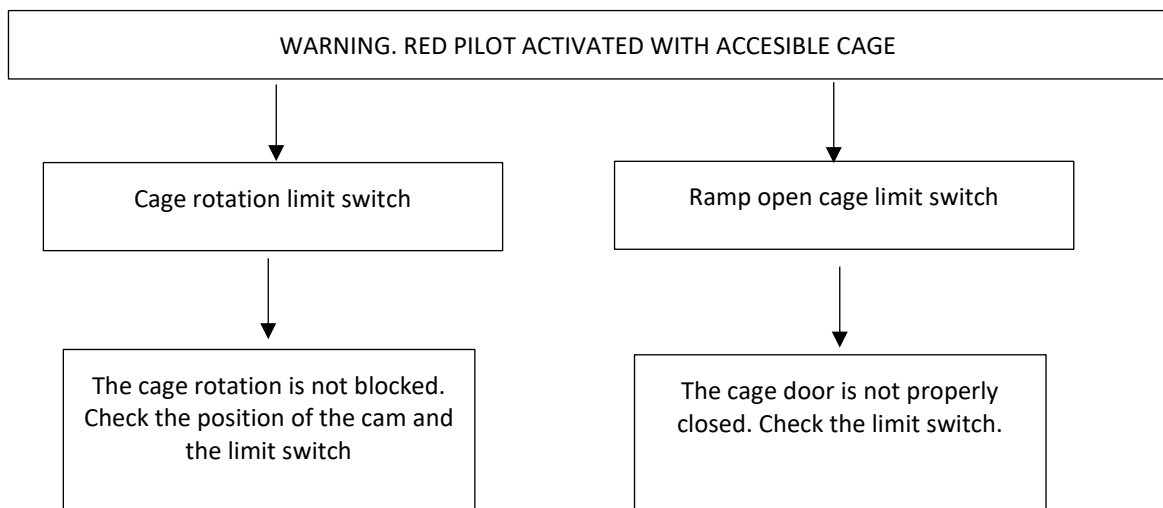 WARNING. RED PILOT ACTIVATED WITH ACCESIBLE CAGE
Cage rotation limit switch
Ramp open cage limit switch
The cage rotation is not blocked.
Check the position of the cam and
the limit switch
The cage door is not properly
closed. Check the limit switch.